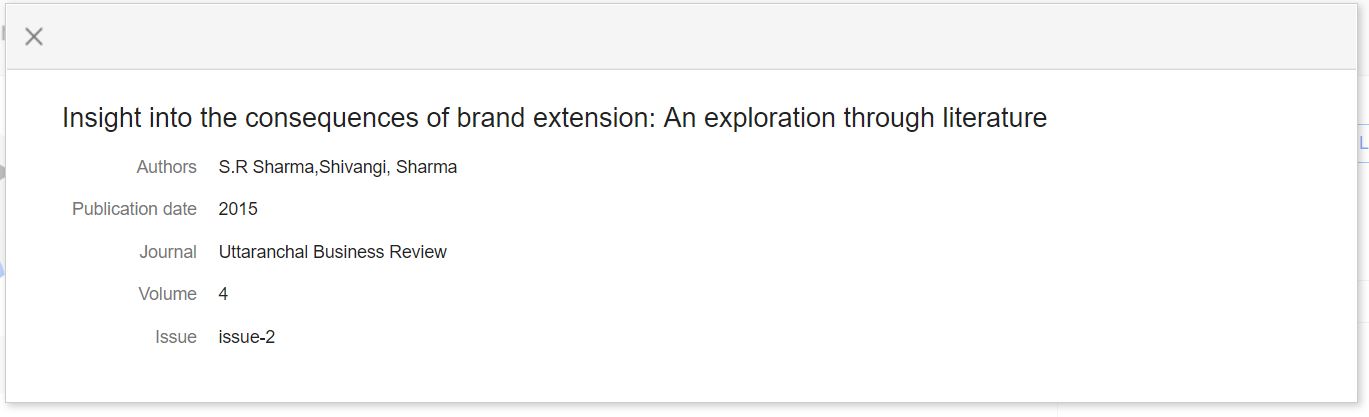 Insight into the consequences of brand extension: An exploration through literature
Authors S.R Sharma,Shivangi, Sharma
Publication date 2015
Journal Uttaranchal Business Review
Volume 4
Issue issue-2